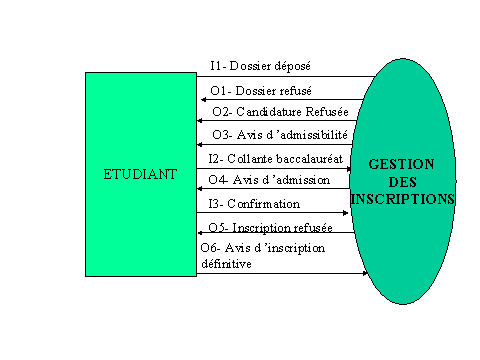 I1- Dossier déposé
O1- Dossier refusé
O2- Candidature Refusée
O3- Avis d 'admissibilité
I2- Collante baccalauréat
O4- Avis d 'admission
I3- Confirmation
O5- Inscription refusée
O6- Avis d 'inscription
définitive
ETUDIANT
GESTION
DES
INSCRIPTIONS